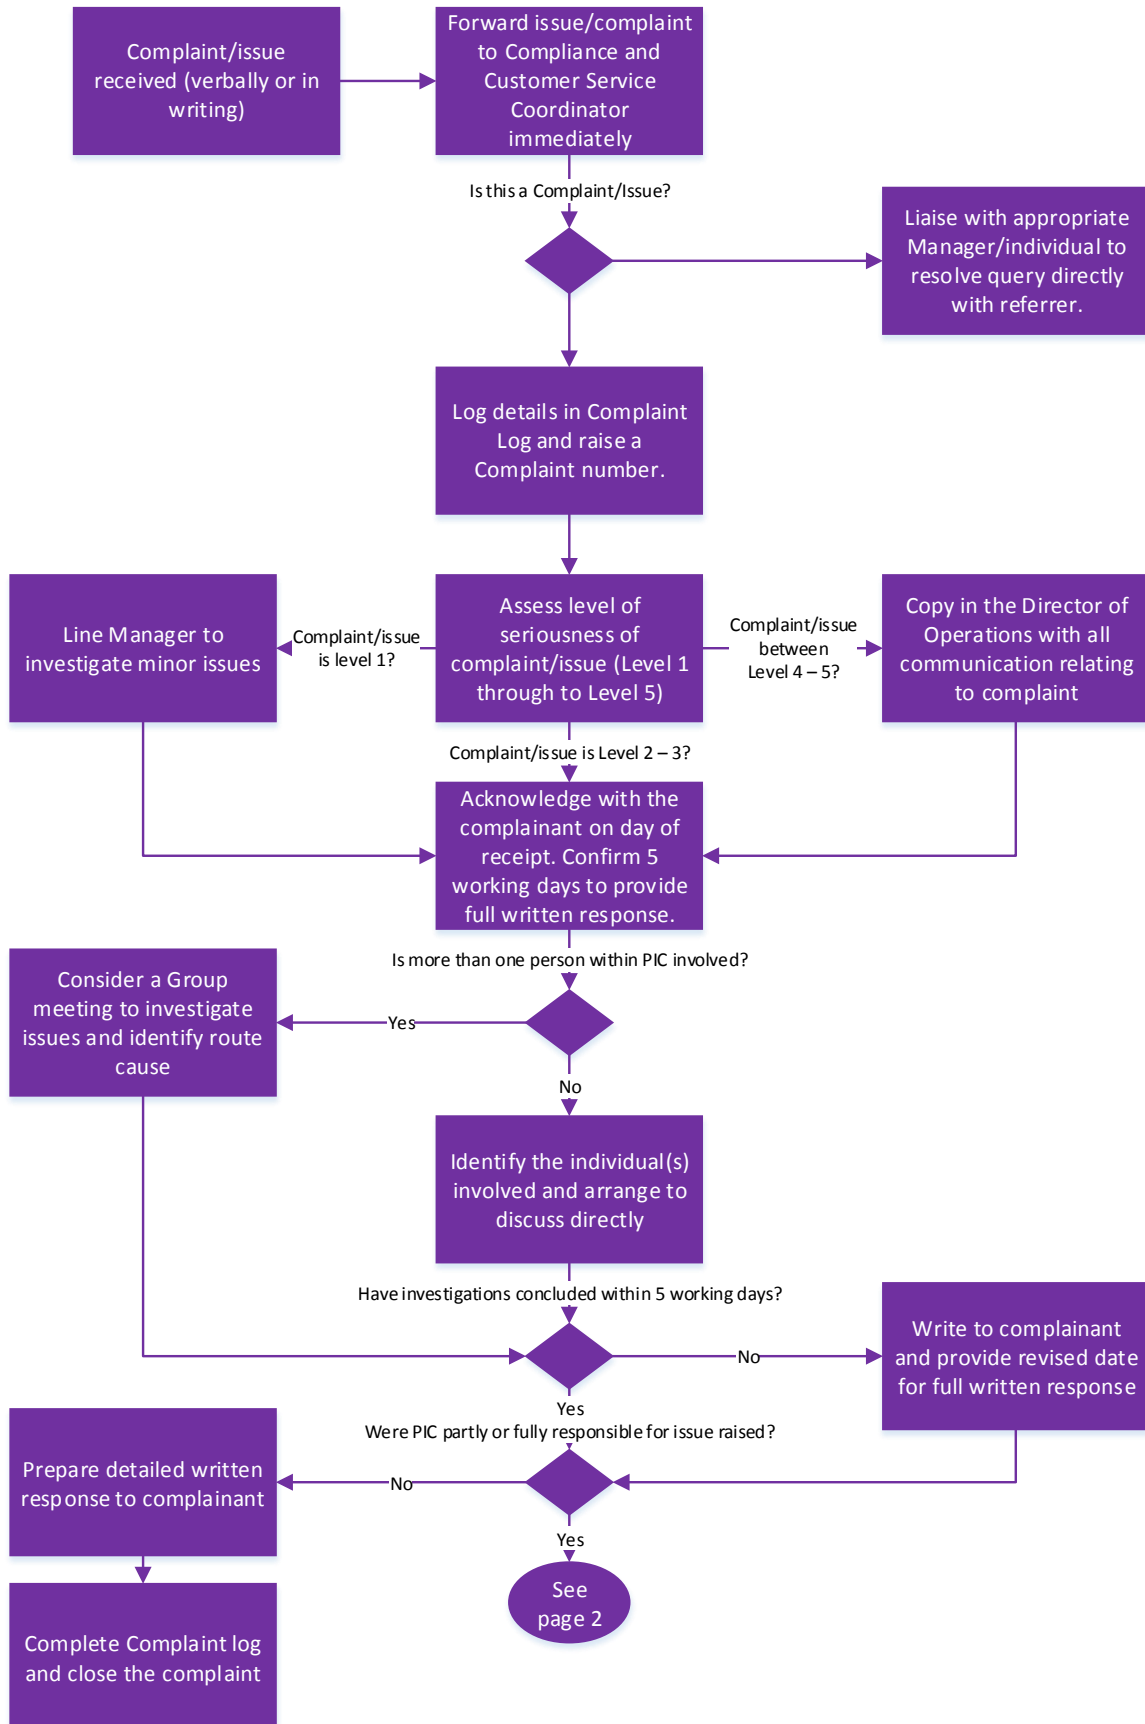 Complaint/issue
received (verbally or in
writing)
Forward issue/complaint
to Compliance and
Customer Service
Coordinator
immediately
Is this a Complaint/Issue?
Liaise with appropriate
Manager/individual to
resolve query directly
with referrer.
Log details in Complaint
Log and raise a
Complaint number.
Line Manager to
investigate minor issues
Complaint/issue
is level 1?
Assess level of
seriousness of
complaint/issue (Level 1
through to Level 5)
Complaint/issue
between
Level 4 – 5?
Copy in the Director of
Operations with all
communication relating
to complaint
Complaint/issue is Level 2 – 3?
Acknowledge with the
complainant on day of
receipt. Confirm 5
working days to provide
full written response.
Is more than one person within PIC involved?
Consider a Group
meeting to investigate
issues and identify route
cause
Yes
No
Identify the individual(s)
involved and arrange to
discuss directly
Have investigations concluded within 5 working days?
No
Write to complainant
and provide revised date
for full written response
Yes
Were PIC partly or fully responsible for issue raised?
Prepare detailed written
response to complainant
No
Yes
See
page 2
Complete Complaint log
and close the complaint